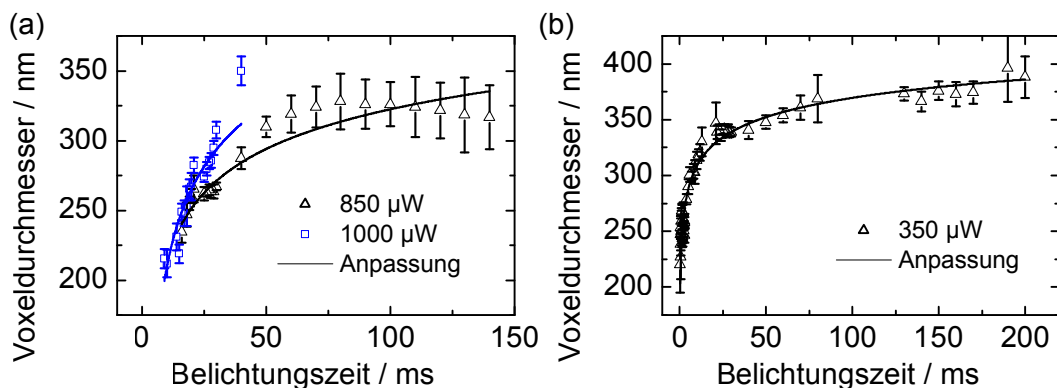 (a)
Voxeldurchmesser / nm
350
300
250
200
850 µW
1000 µW
Anpassung
0
50
100
150
Belichtungszeit / ms
(b)
Voxeldurchmesser / nm
400
350
300
250
200
350 µW
Anpassung
0
50
100
150
200
Belichtungszeit / ms